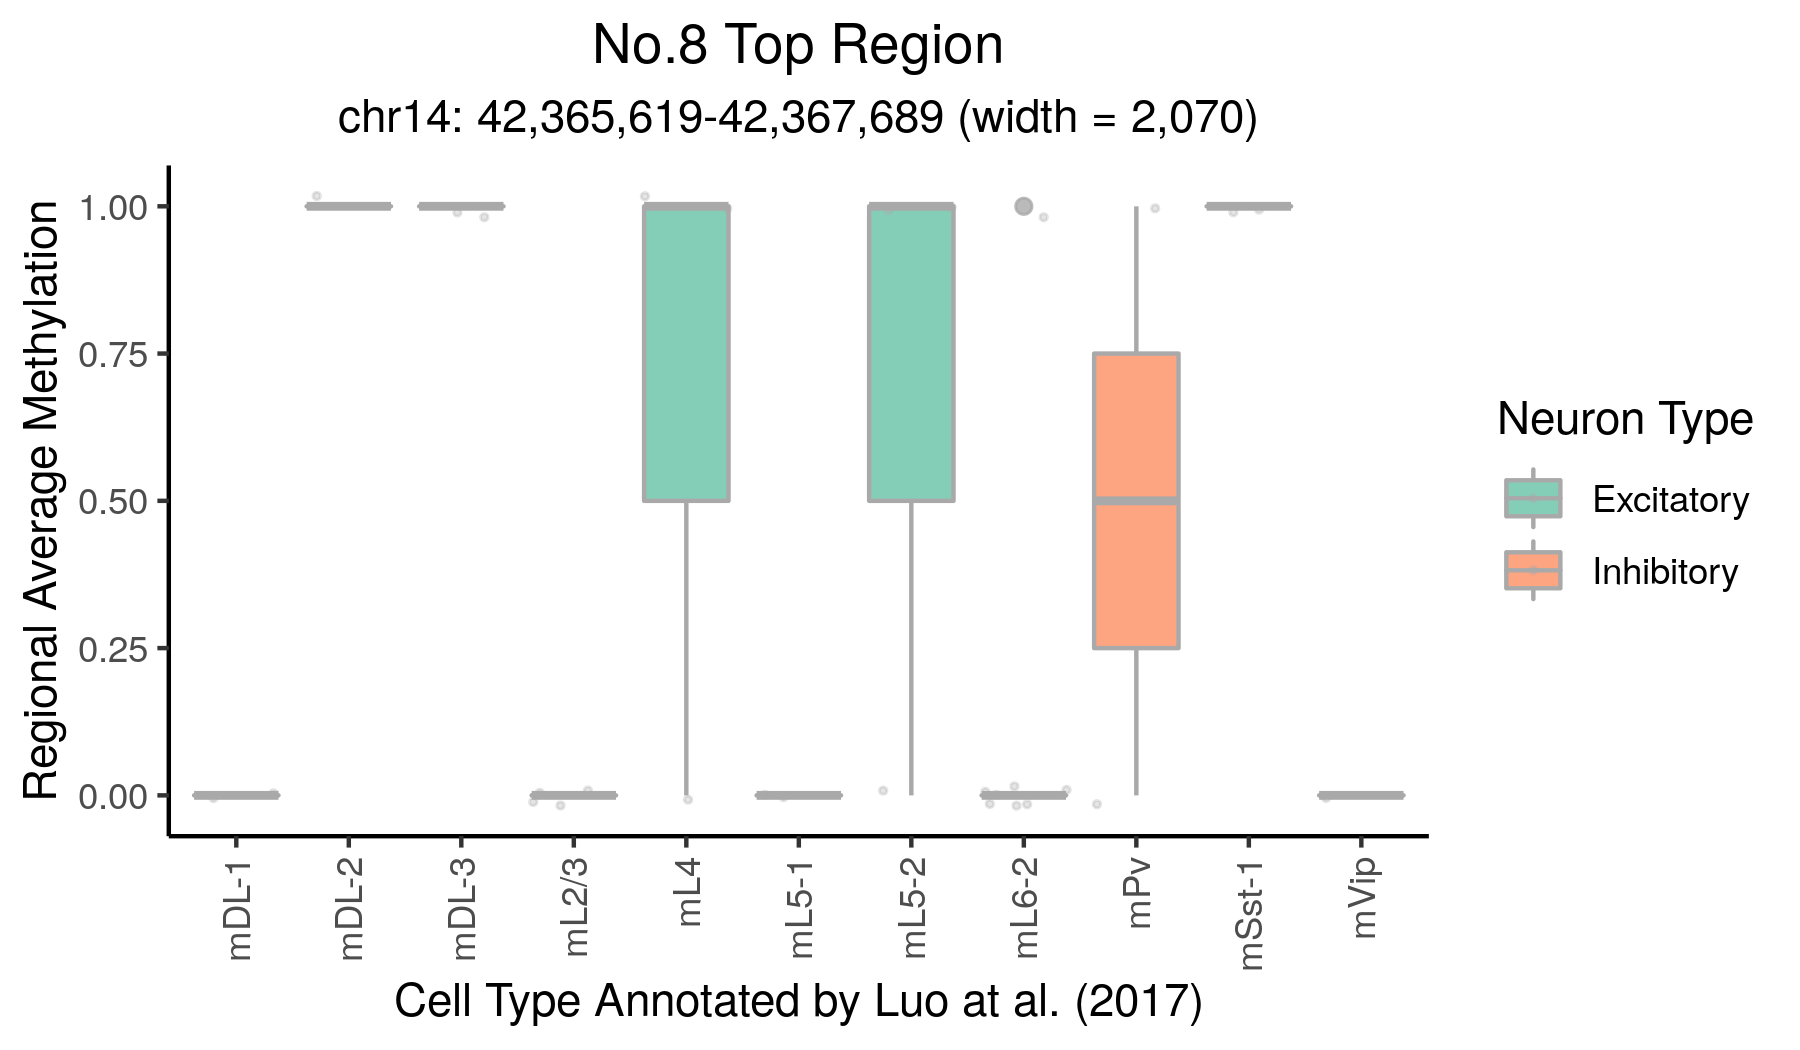 No.8 Top Region
chr14: 42,365,619-42,367,689 (width = 2,070)
Regional Average Methylation
1.00
0.75
0.50
0.25
0.00
mDL-1
mDL-2
mDL-3
mL2/3
mL4
mL5-1
mL5-2
mL6-2
mPv
mSst-1
mVip
Cell Type Annotated by Luo at al. (2017)
Neuron Type
Excitatory
Inhibitory